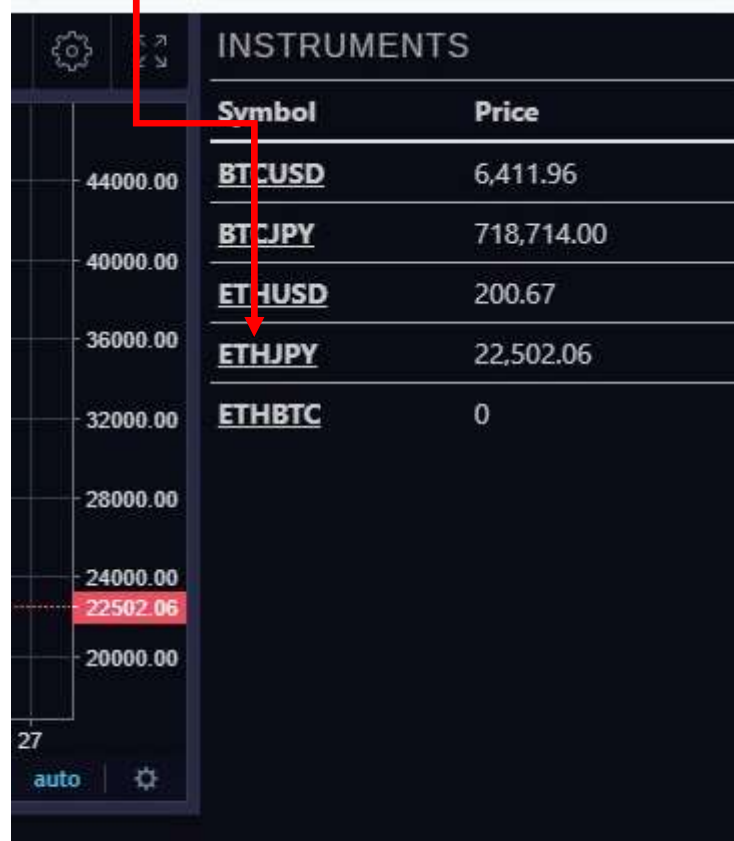 INSTRUMENTS
Symbol Price
BTCUSD 6,411.96
BTCJPY 718,714.00
ETHUSD 200.67
ETHJPY 22,502.06
ETHBTC 0
44000.00
40000.00
36000.00
32000.00
28000.00
24000.00
22502.06
20000.00
27
auto